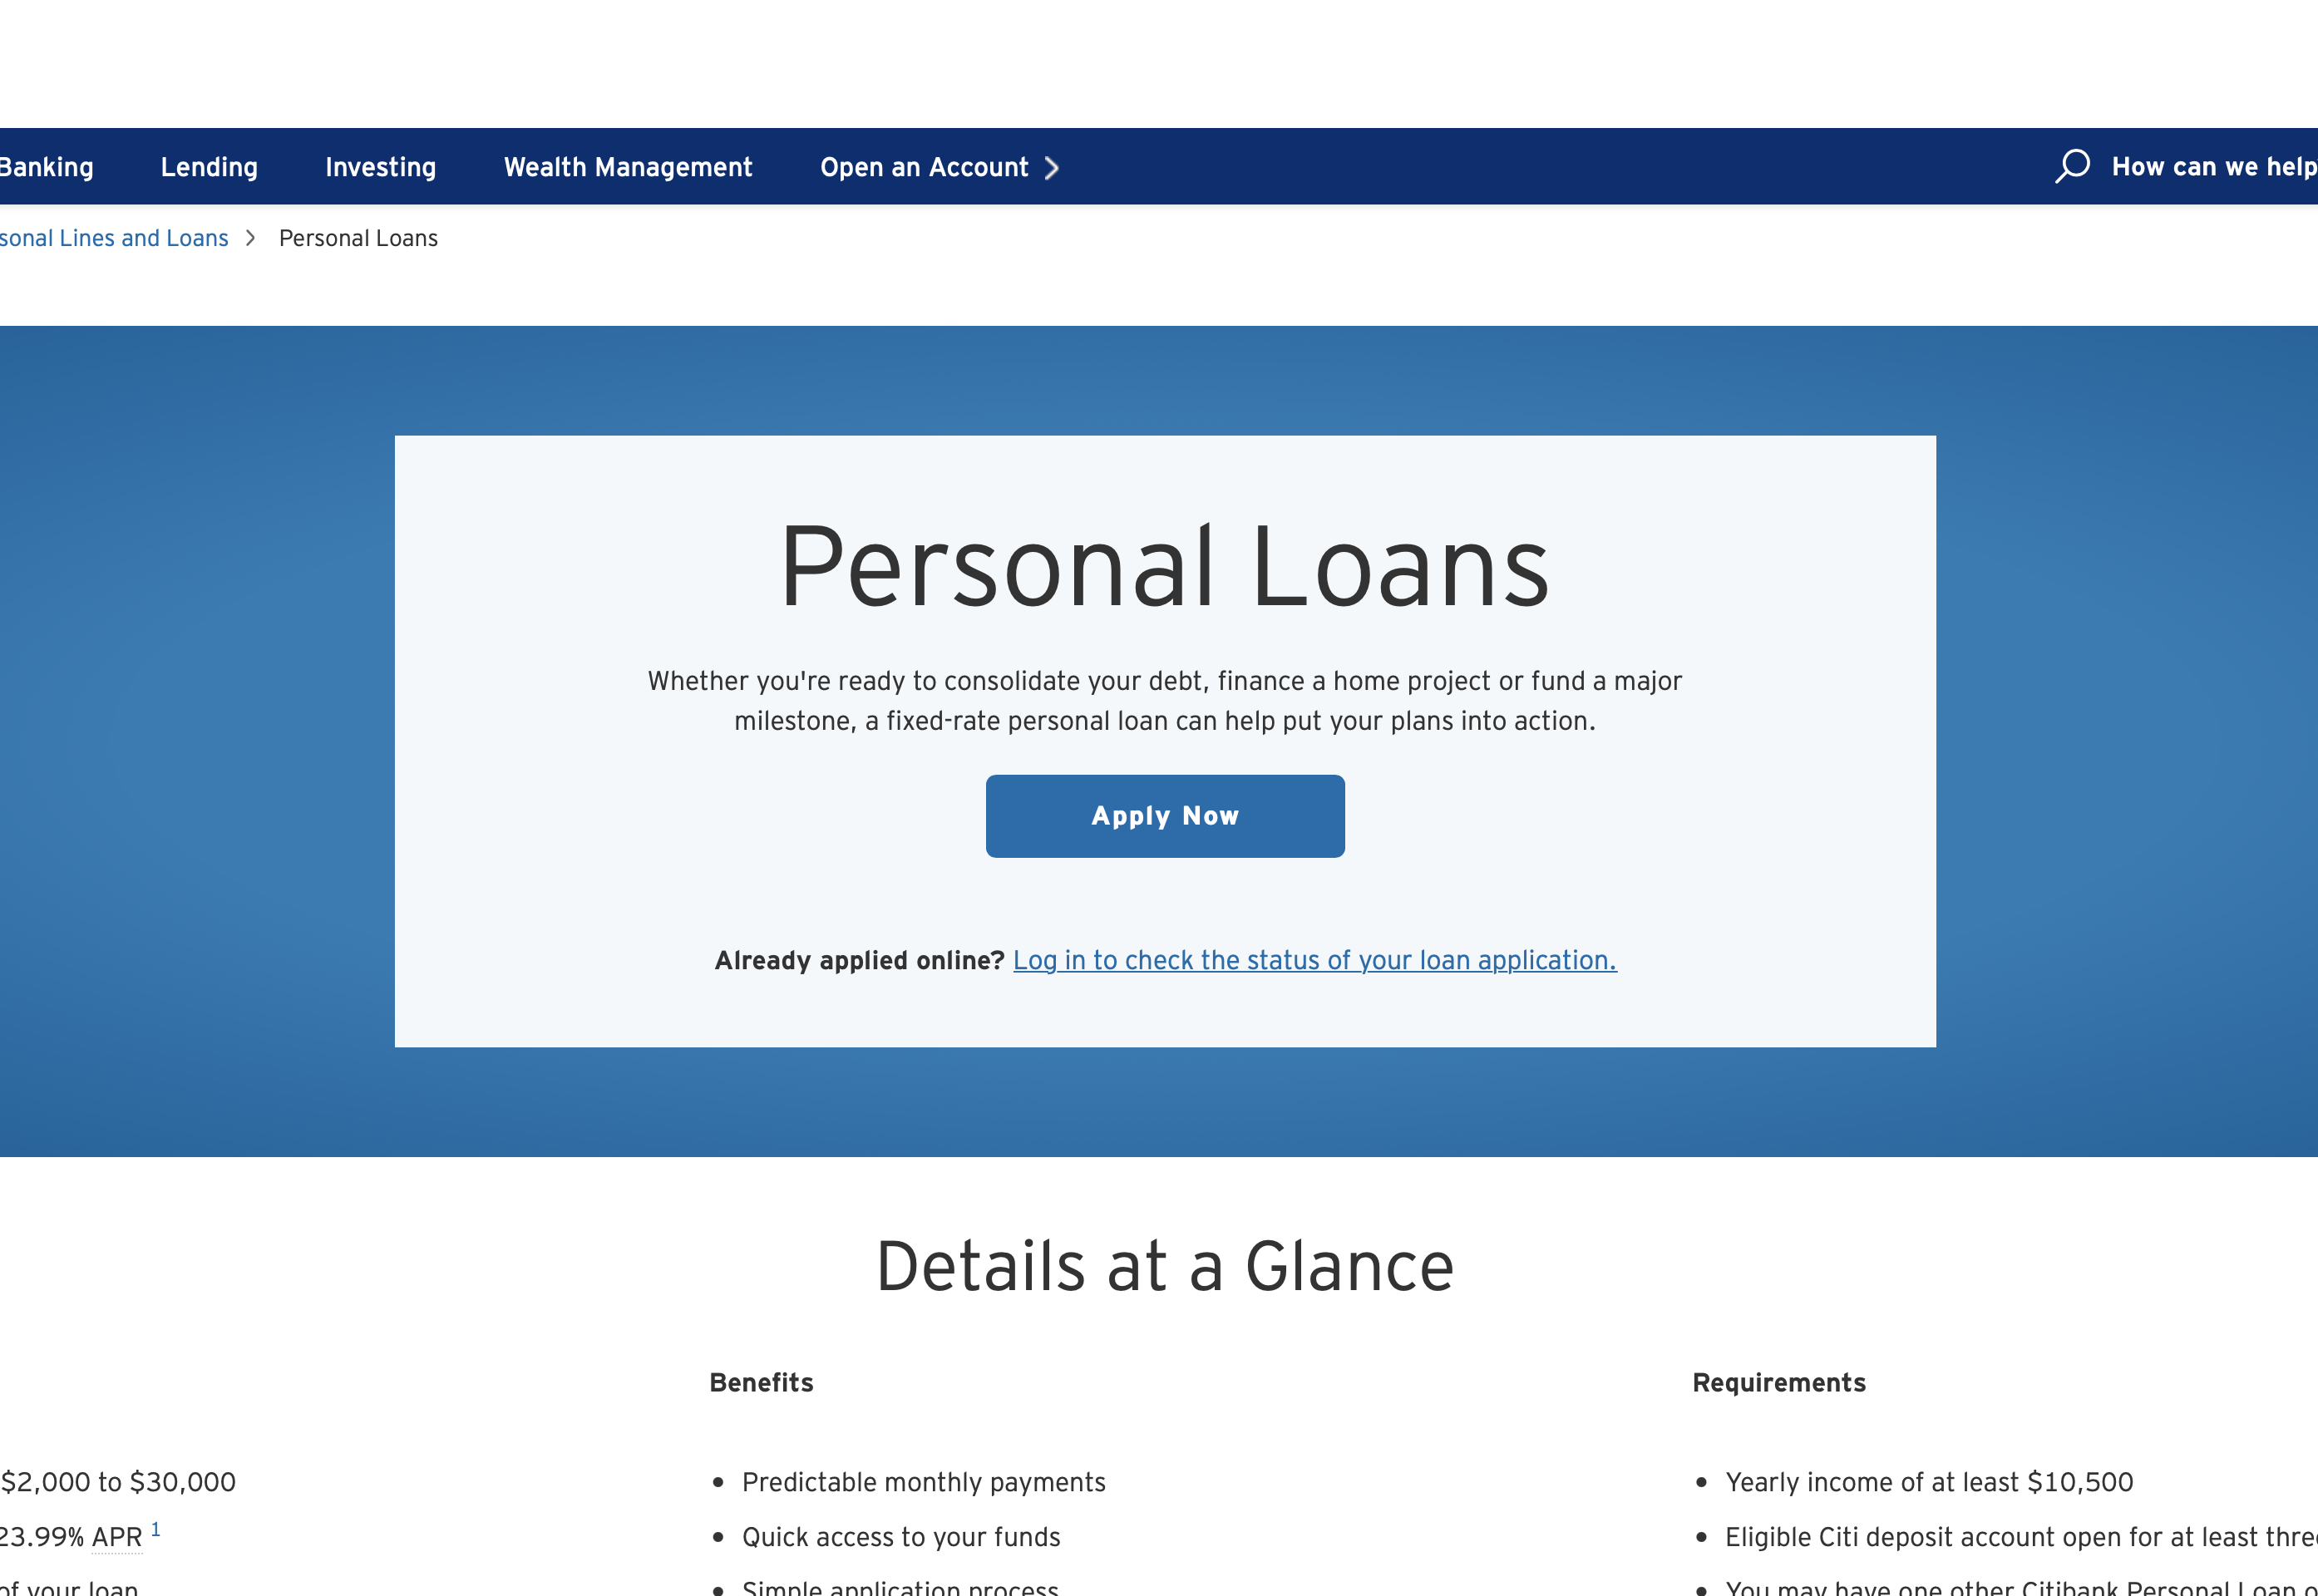 Banking Lending Investing Wealth Management Open an Account How can we help
sonal Lines and Loans > Personal Loans
Personal Loans
Whether you're ready to consolidate your debt, finance a home project or fund a major
milestone, a fixed-rate personal loan can help put your plans into action.
Apply Now
Already applied online? Log in to check the status of your loan application.
Details at a Glance
$2,000 to $30,000
23.99% APR 1
of your loan
Benefits
• Predictable monthly payments
• Quick access to your funds
• Simple application process
Requirements
• Yearly income of at least $10,500
• Eligible Citi deposit account open for at least three
• You may have one other Citibank Personal Loan o